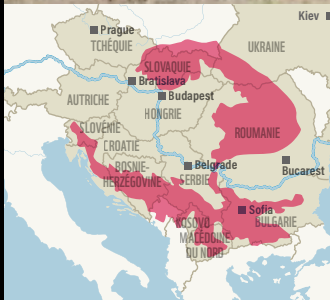 Kiev
Prague
TCHÉQUIE
UKRAINE
SLOVAQUIE
Bratislava
AUTRICHE
Budapest
HONGRIE
SLOVÉNIE
ROUMANIE
CROATIE
BOSNIE-
HERZÉGOVINE
Belgrade
SERBIE
Bucarest
Sofia
KOSOVO
BULGARIE
MACÉDOINE
DU NORD